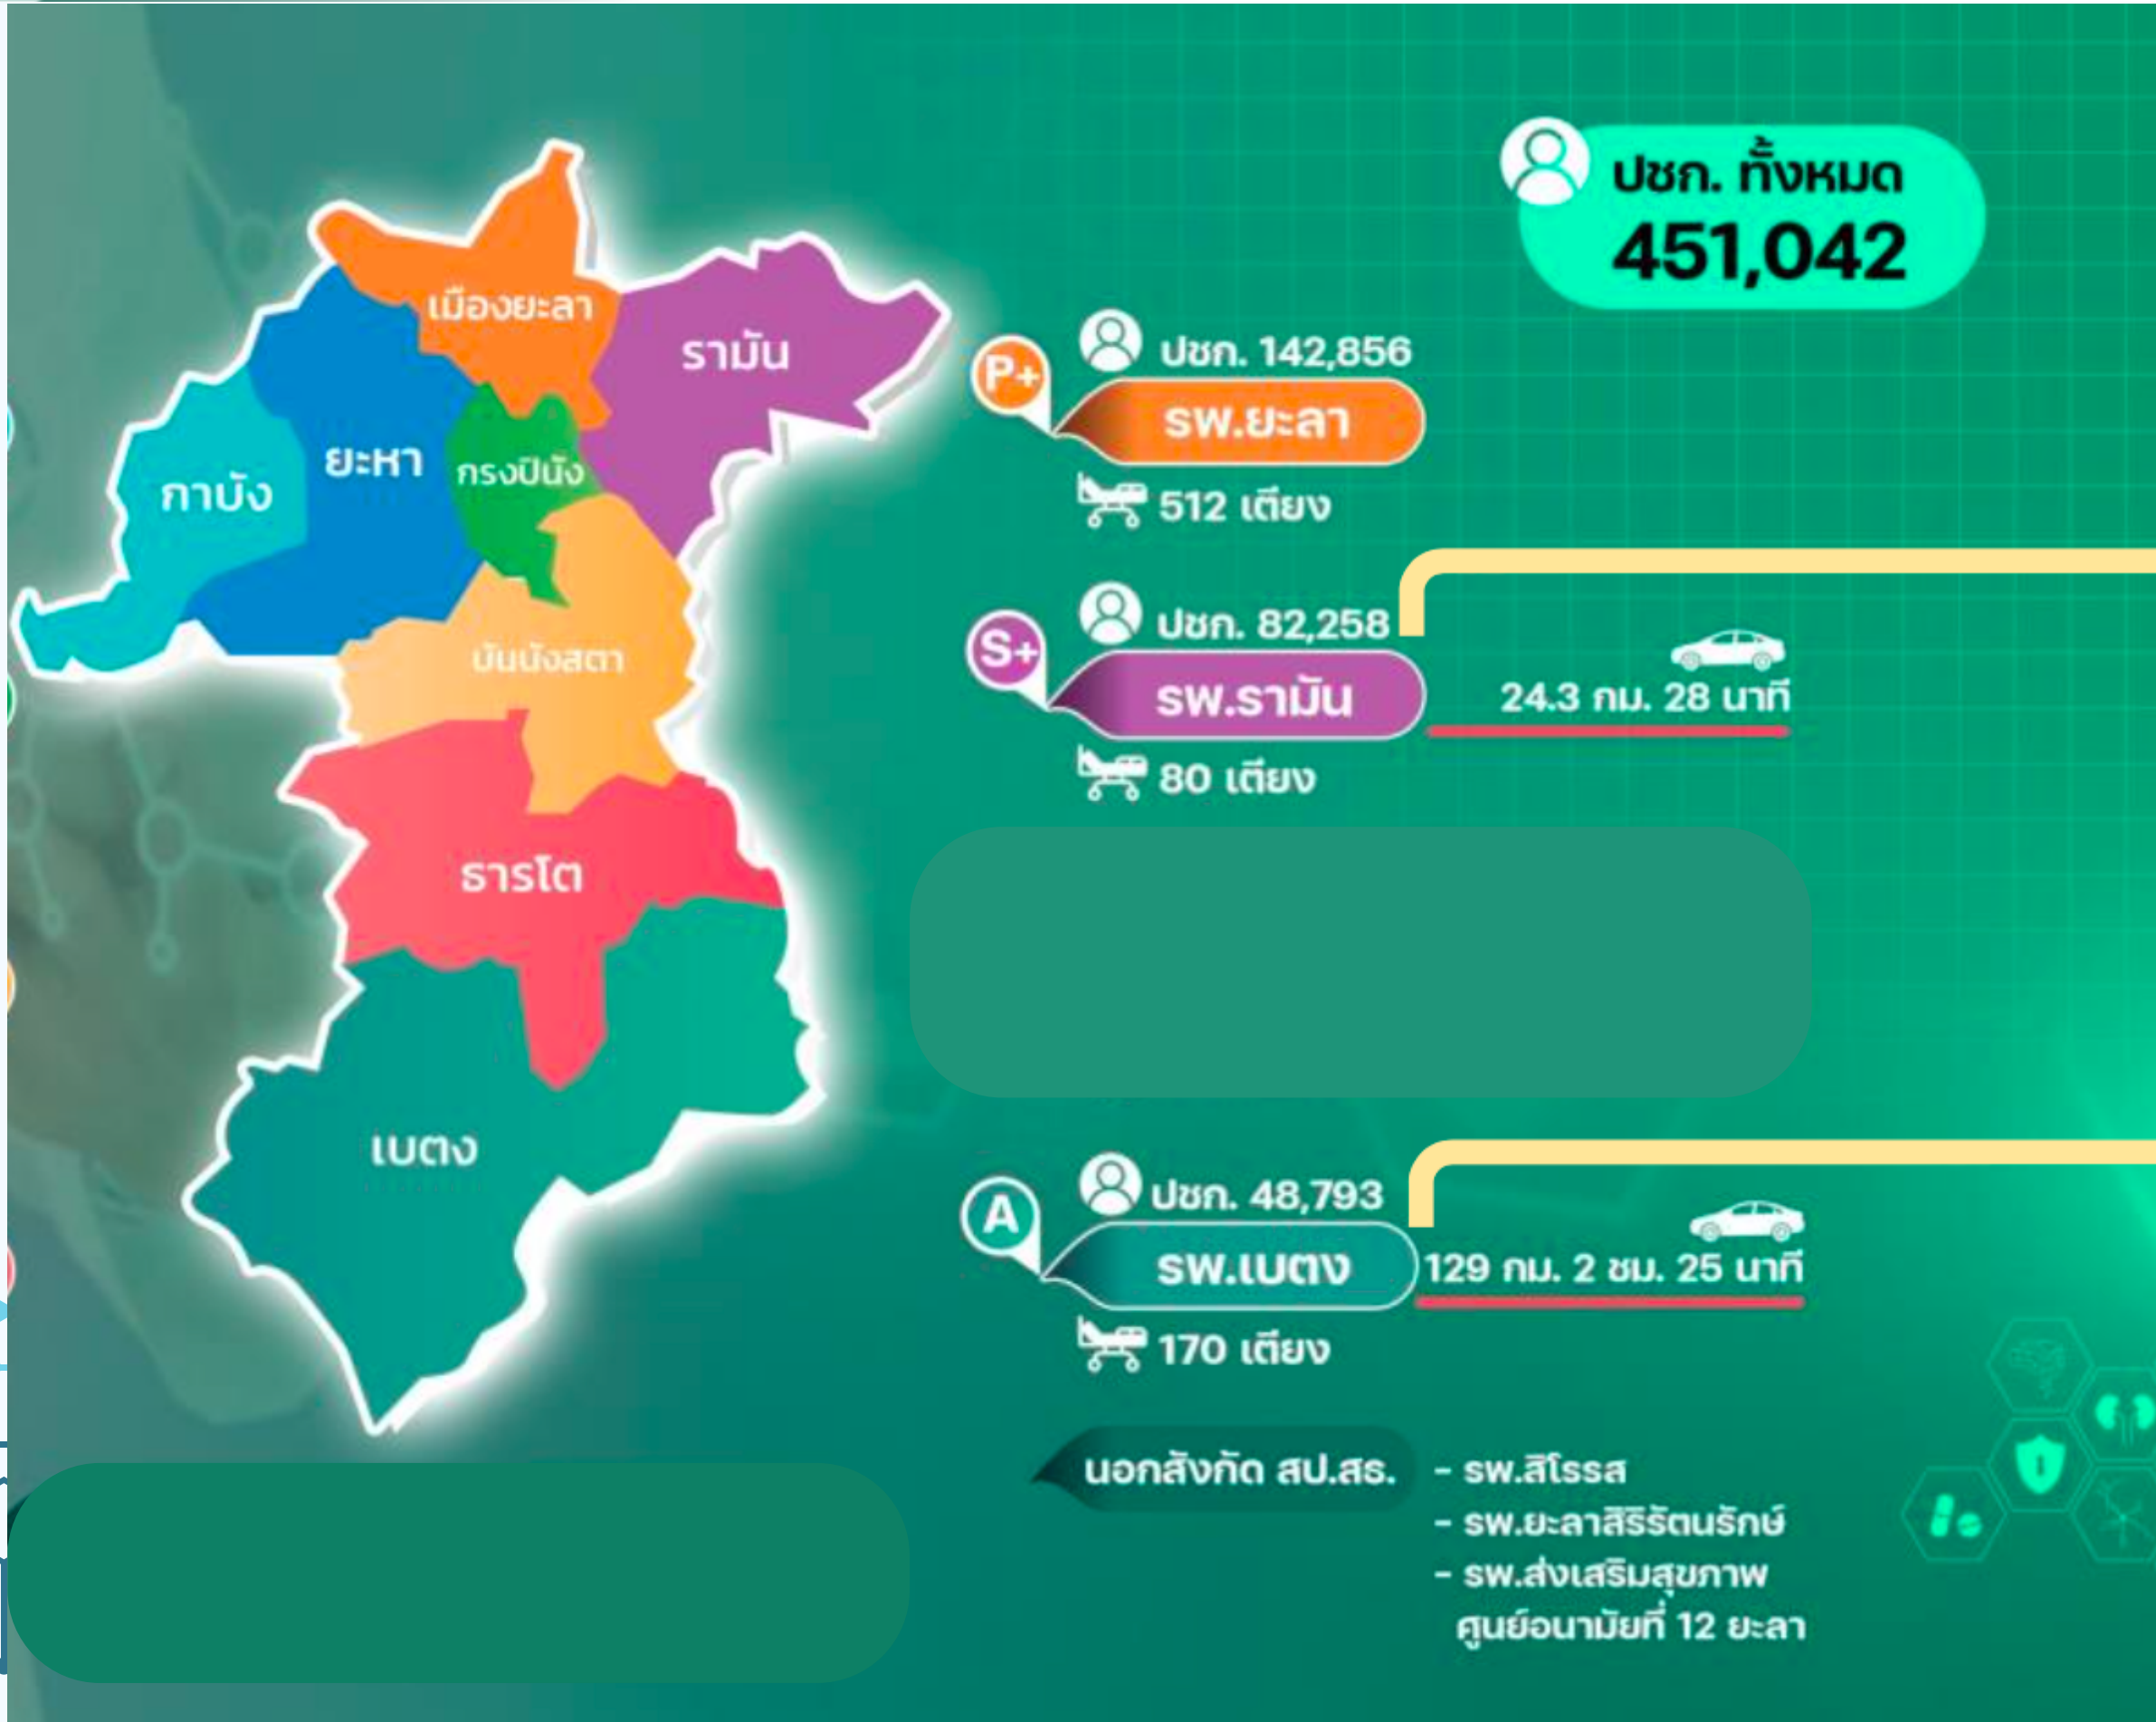 ปชก. ทั้งหมด
451,042
เมืองยะลา
รามัน
ยะหา
กรงปินัง
กาบัง
บันนังสตา
ธารโต
เบตง
P+
ปชก. 142,856
รพ.ยะลา
512 เตียง
S+
ปชก. 82,258
รพ.รามัน
24.3 กม. 28 นาที
80 เตียง
A
ปชก. 48,793
รพ.เบตง
129 กม. 2 ชม. 25 นาที
170 เตียง
นอกสังกัด สป.สธ.
- รพ.สิโรรส
- รพ.ยะลาสิริรัตนรักษ์
- รพ.ส่งเสริมสุขภาพ
ศูนย์อนามัยที่ 12 ยะลา